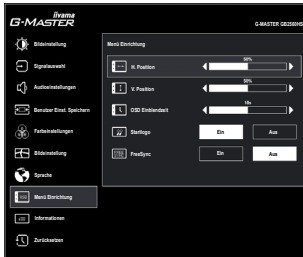 iiyama
G-MASTER
G-MASTER GB2560HS
Bildeinstellung
Signalauswahl
Audioeinstellungen
Benutzer Einst. Speichern
Farbeinstellungen
Bildeinstellung
Sprache
Menü Einrichtung
Informationen
Zurücksetzen
Menü Einrichtung
H. Position
50%
V. Position
50%
OSD Einblendzeit
10s
Startlogo
Ein
Aus
FreeSync
Ein
Aus